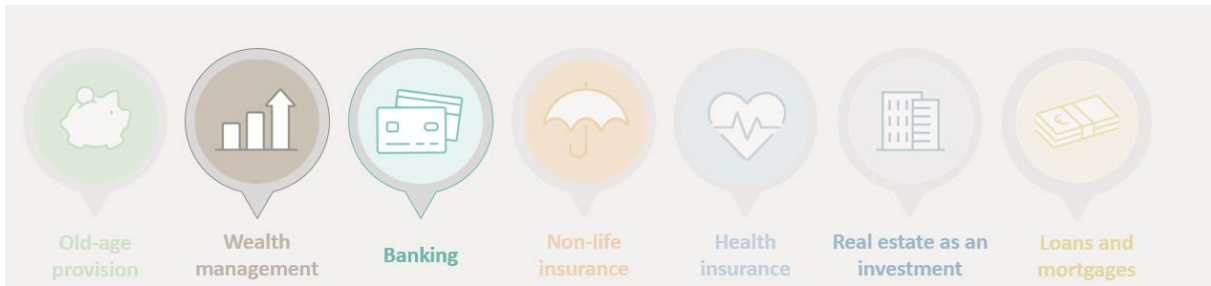 Old-age
provision
Wealth
management
Banking
Non-life
insurance
Health
insurance
Real estate as an
investment
Loans and
mortgages
€